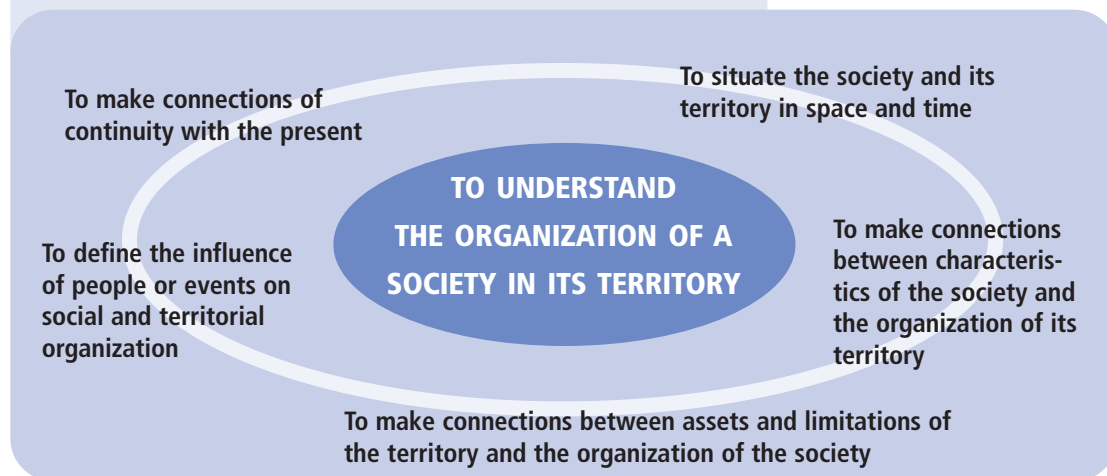 To make connections of
continuity with the present
To situate the society and its
territory in space and time
TO UNDERSTAND
THE ORGANIZATION OF A
SOCIETY IN ITS TERRITORY
To make connections
between characteris-
tics of the society and
the organization of its
territory
To define the influence
of people or events on
social and territorial
organization
To make connections between assets and limitations of
the territory and the organization of the society